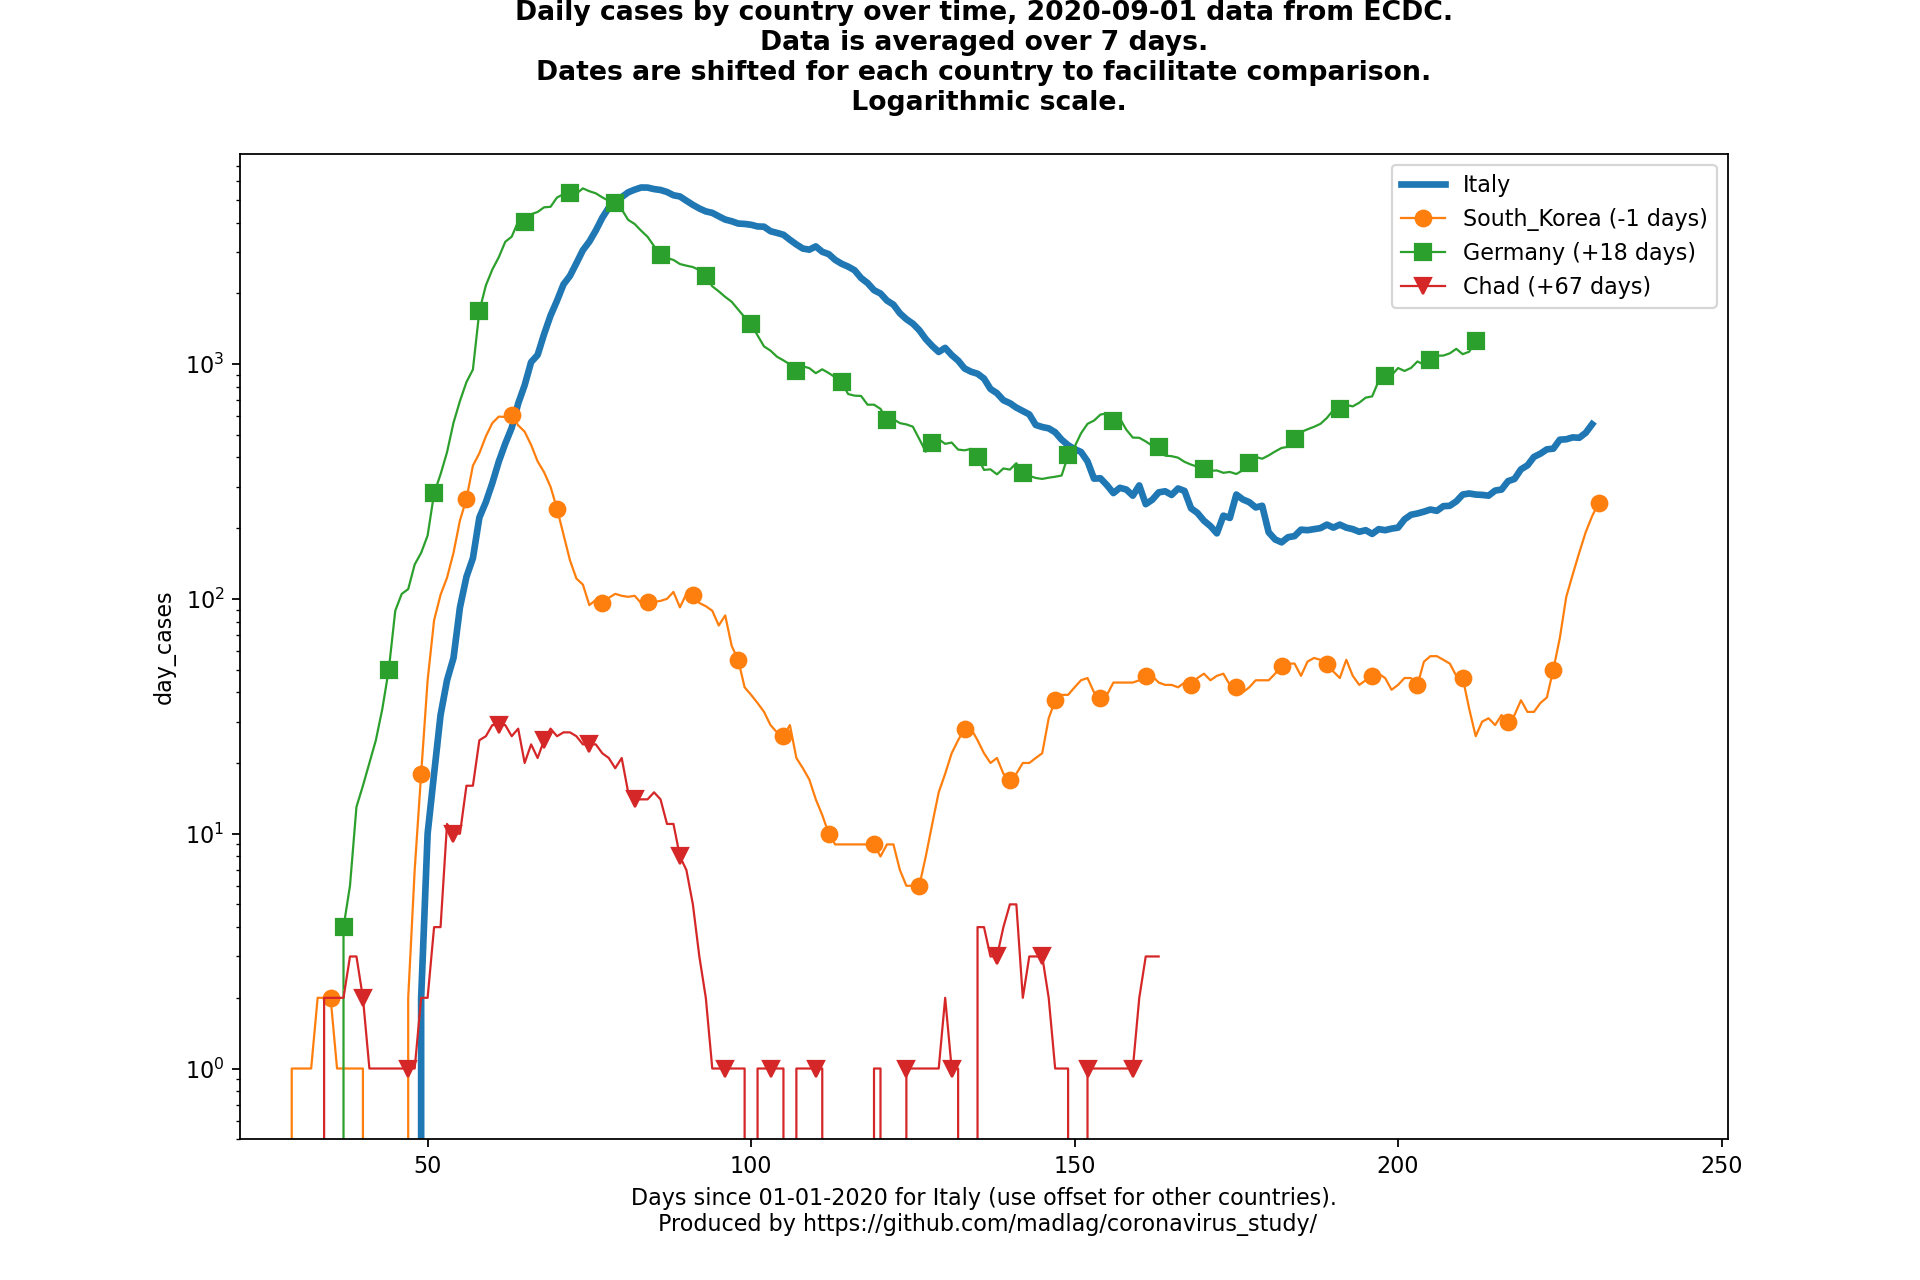 Daily cases by country over time, 2020-09-01 data from ECDC.
Data is averaged over 7 days.
Dates are shifted for each country to facilitate comparison.
Logarithmic scale.
Italy
South_Korea (-1 days)
Germany (+18 days)
Chad (+67 days)
10³
10²
10¹
10⁰
day_cases
50 100 150 200 250
Days since 01-01-2020 for Italy (use offset for other countries).
Produced by https://github.com/madlag/coronavirus_study/